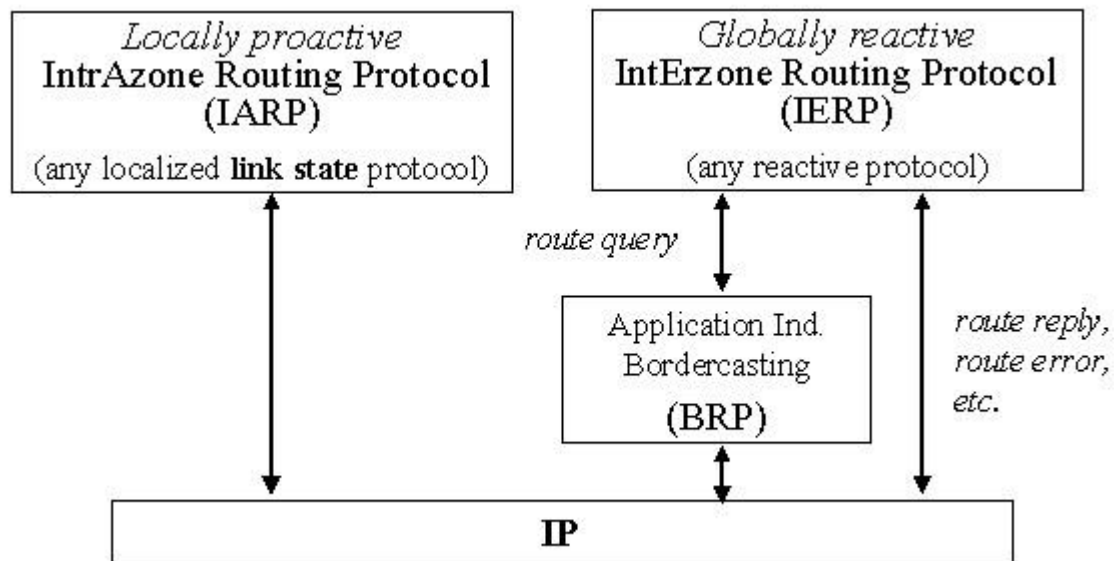 Locally proactive
IntrAzone Routing Protocol
(IARP)
(any localized link state protocol)
Globally reactive
IntErzone Routing Protocol
(IERP)
(any reactive protocol)
route query
Application Ind.
Bordercasting
(BRP)
route reply,
route error,
etc.
IP